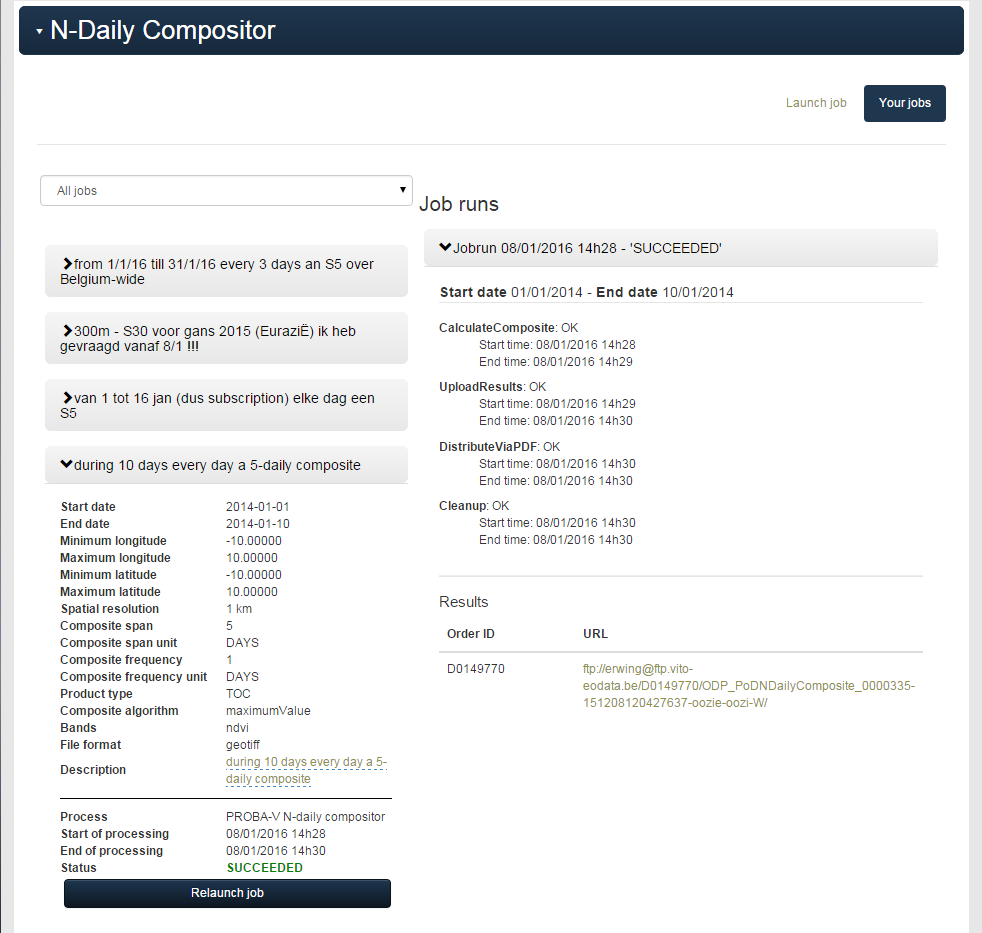 N-Daily Compositor
Launch job
Your jobs
All jobs
from 1/1/16 till 31/1/16 every 3 days an S5 over
Belgium-wide
300m - S30 voor gans 2015 (EuraziË) ik heb
gevraagd vanaf 8/1 !!!
van 1 tot 16 jan (dus subscription) elke dag een
S5
during 10 days every day a 5-daily composite
Start date 2014-01-01
End date 2014-01-10
Minimum longitude -10.00000
Maximum longitude 10.00000
Minimum latitude -10.00000
Maximum latitude 10.00000
Spatial resolution 1 km
Composite span 5
Composite span unit DAYS
Composite frequency 1
Composite frequency unit DAYS
Product type TOC
Composite algorithm maximumValue
Bands ndvi
File format geotiff
Description during 10 days every day a 5-
daily composite
Process PROBA-V N-daily compositor
Start of processing 08/01/2016 14h28
End of processing 08/01/2016 14h30
Status SUCCEEDED
Relaunch job
Job runs
Jobrun 08/01/2016 14h28 - 'SUCCEEDED'
Start date 01/01/2014 - End date 10/01/2014
CalculateComposite: OK
Start time: 08/01/2016 14h28
End time: 08/01/2016 14h29
UploadResults: OK
Start time: 08/01/2016 14h29
End time: 08/01/2016 14h30
DistributeViaPDF: OK
Start time: 08/01/2016 14h30
End time: 08/01/2016 14h30
Cleanup: OK
Start time: 08/01/2016 14h30
End time: 08/01/2016 14h30
Results
Order ID URL
D0149770 ftp://erwing@ftp.vito-
eodata.be/D0149770/ODP_PoDNDailyComposite_0000335-
151208120427637-oozie-oozi-W/